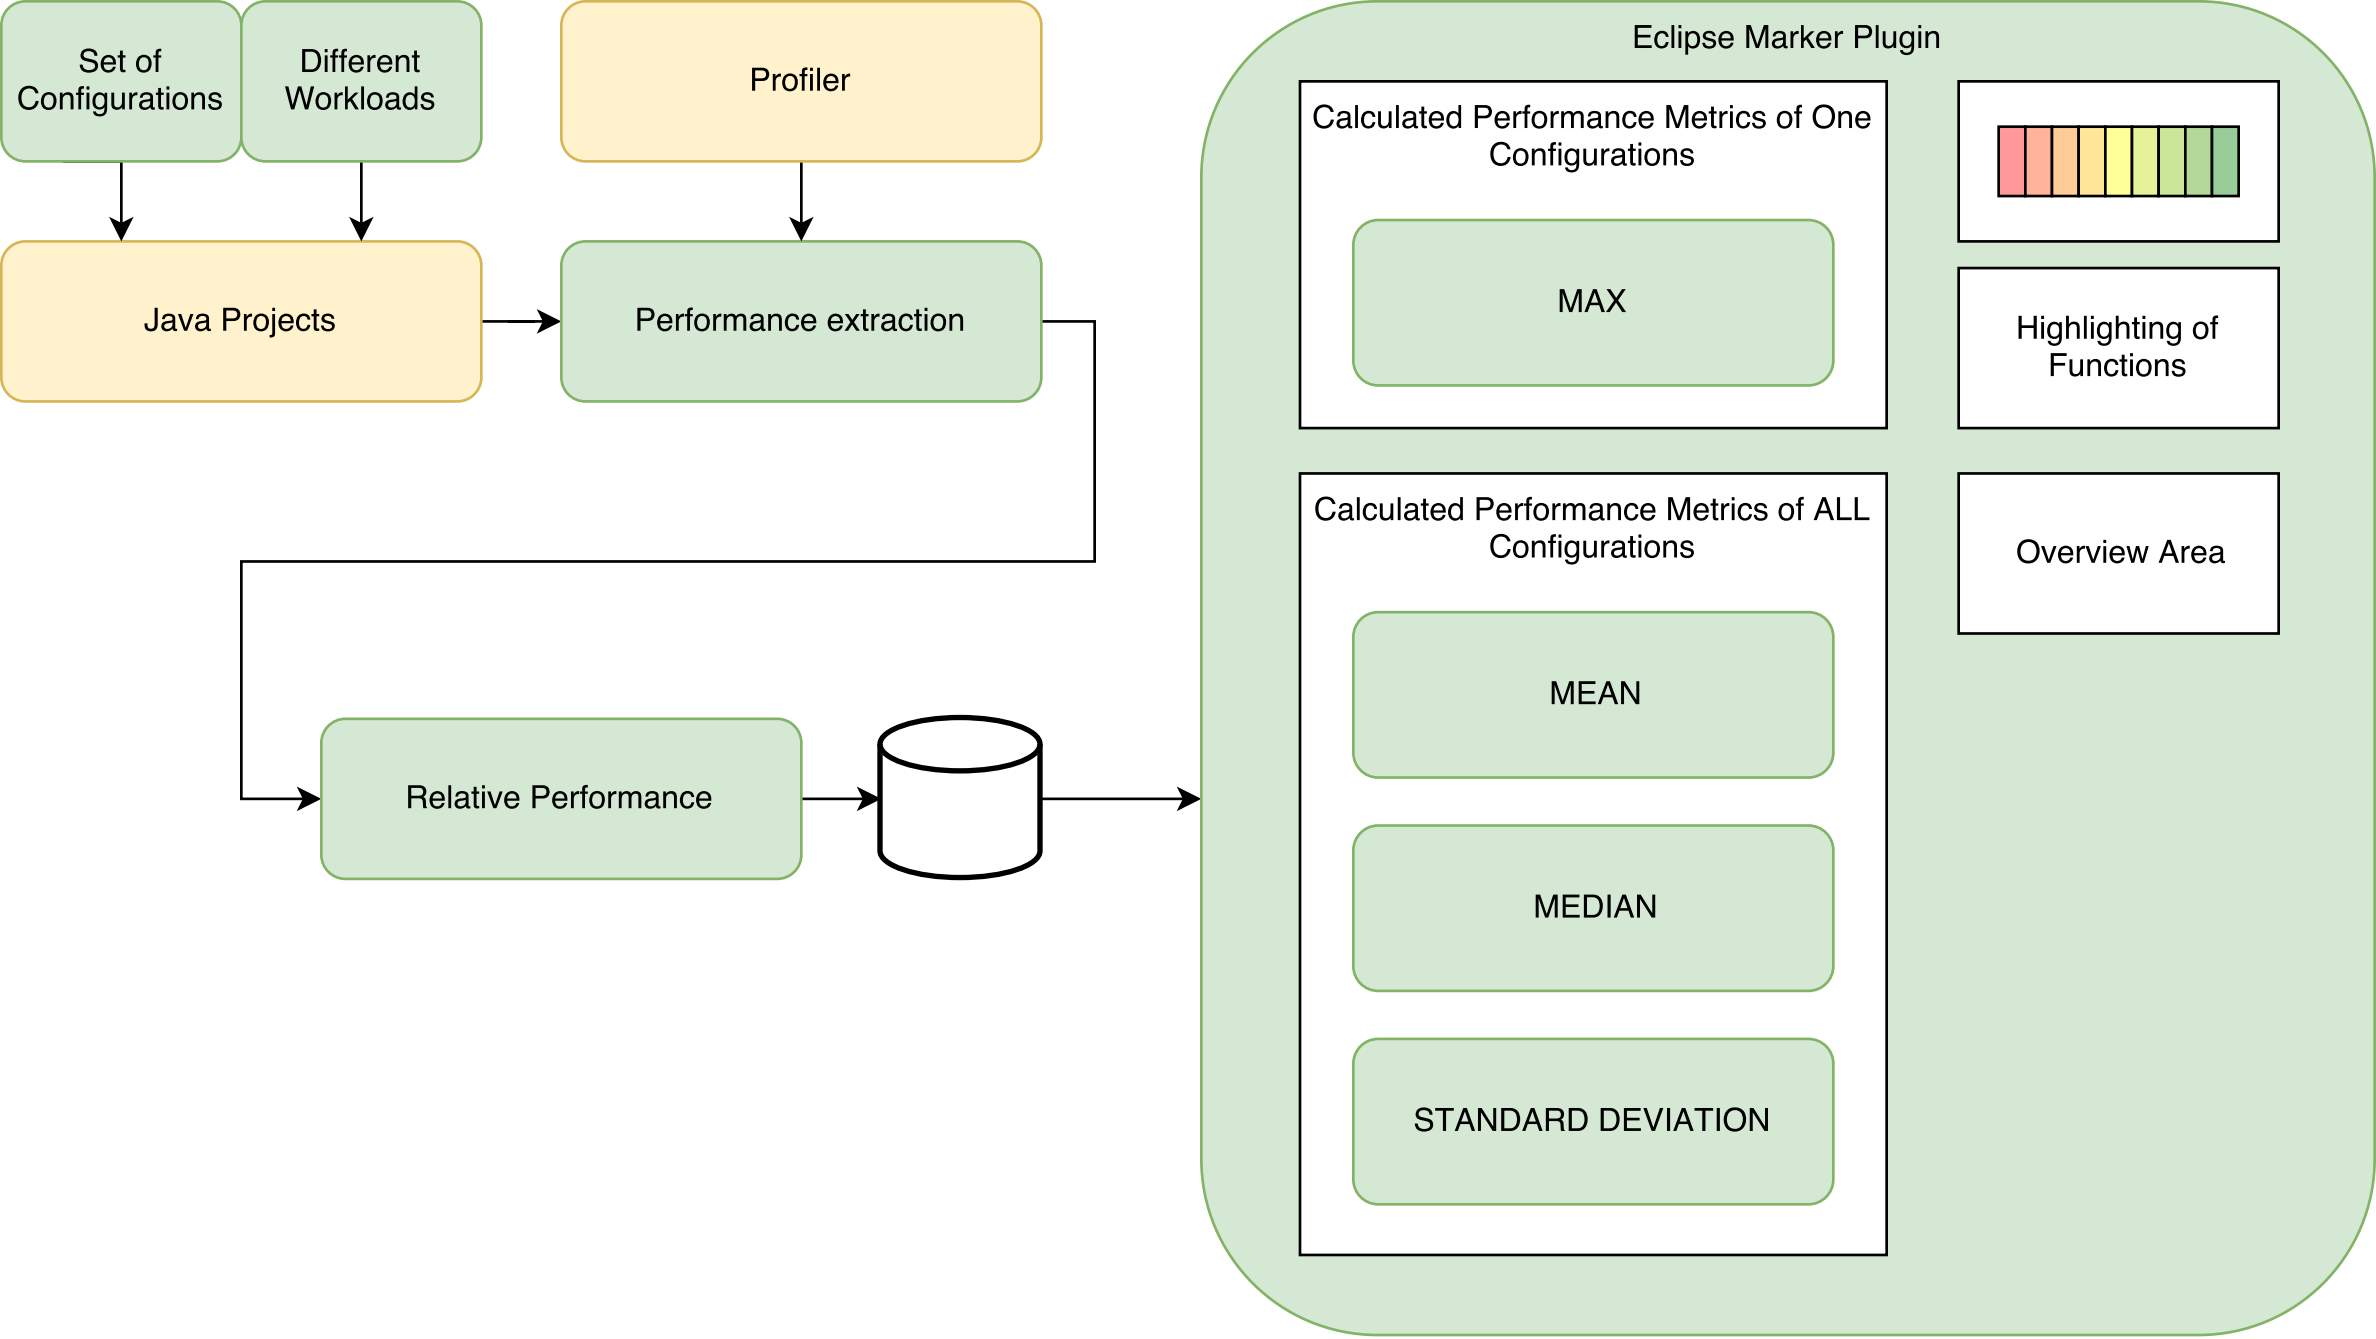 Set of
Configurations
Different
Workloads
Profiler
Java Projects
Performance extraction
Relative Performance
Eclipse Marker Plugin
Calculated Performance Metrics of One
Configurations
MAX
Highlighting of
Functions
Calculated Performance Metrics of ALL
Configurations
MEAN
MEDIAN
STANDARD DEVIATION
Overview Area